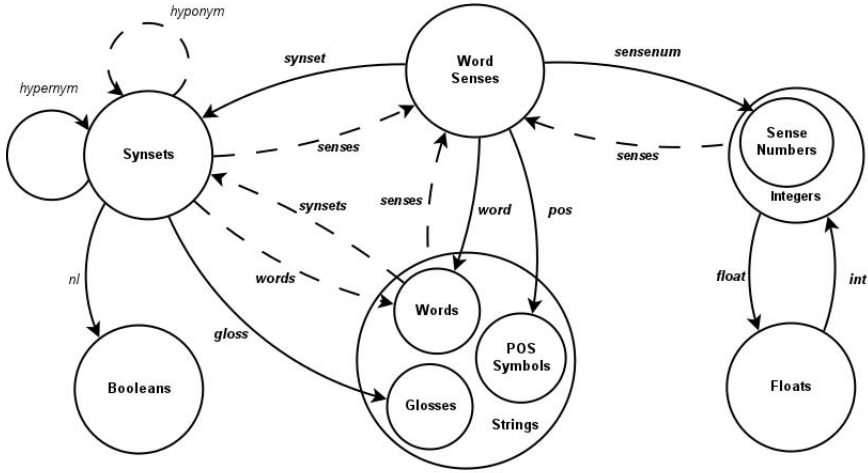 hyponym
synset
Word
Senses
sensenum
hypernym
Synsets
senses
senses
Sense
Numbers
Integers
synsets
senses
word
pos
nl
words
gloss
float
int
Words
POS
Symbols
Glosses
Strings
Booleans
Floats